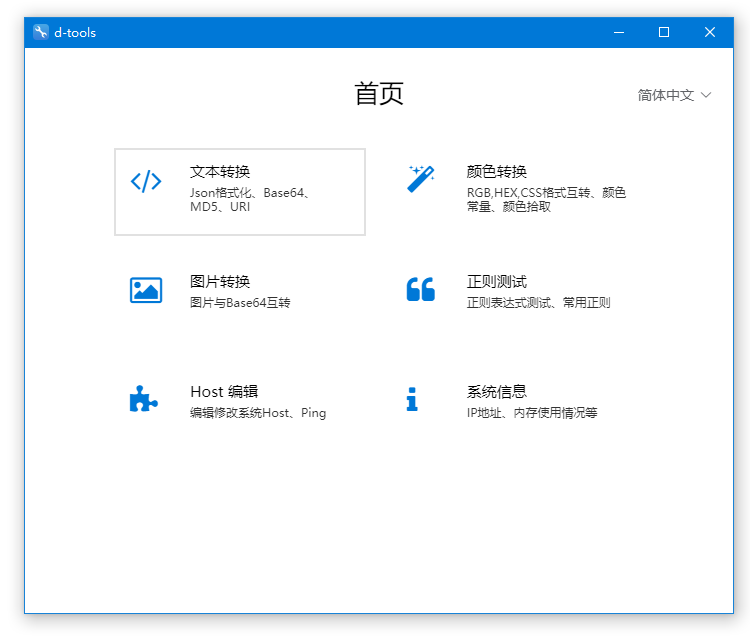 d-tools
首页
简体中文
文本转换
Json格式化、Base64、
MD5、URI
颜色转换
RGB,HEX,CSS格式互转、颜色
常量、颜色拾取
图片转换
图片与Base64互转
正则测试
正则表达式测试、常用正则
Host 编辑
编辑修改系统Host、Ping
系统信息
IP地址、内存使用情况等